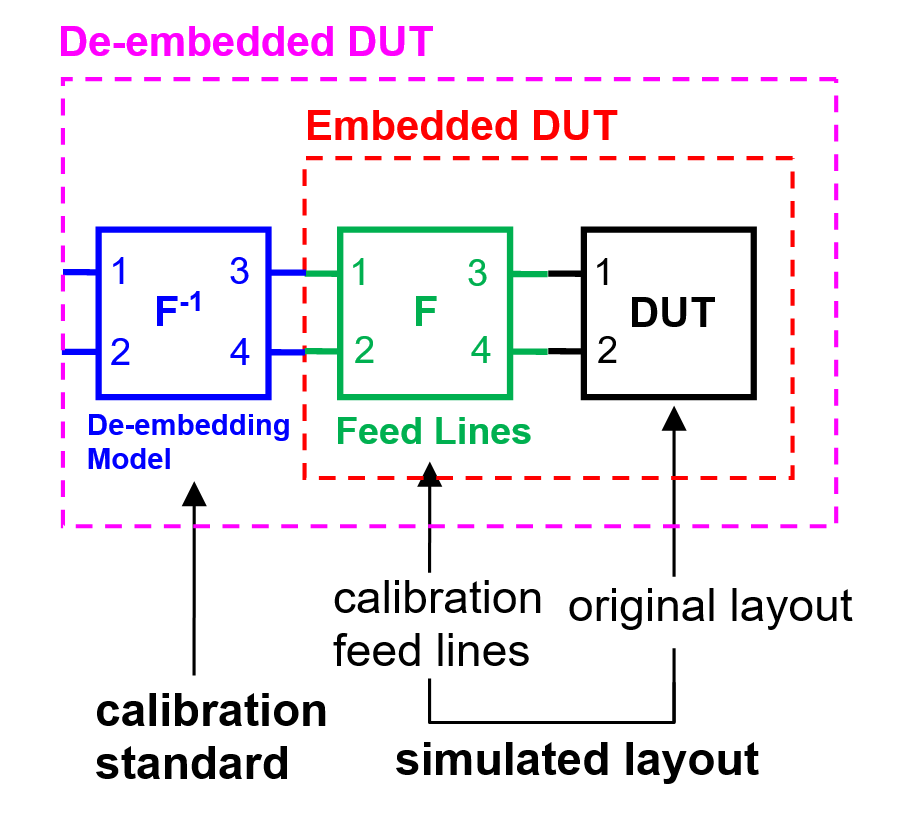 De-embedded DUT
Embedded DUT
1 3
F-1
2 4
1 3
F
2 4
1
DUT
2
De-embedding
Model
Feed Lines
calibration
feed lines
original layout
calibration
standard
simulated layout